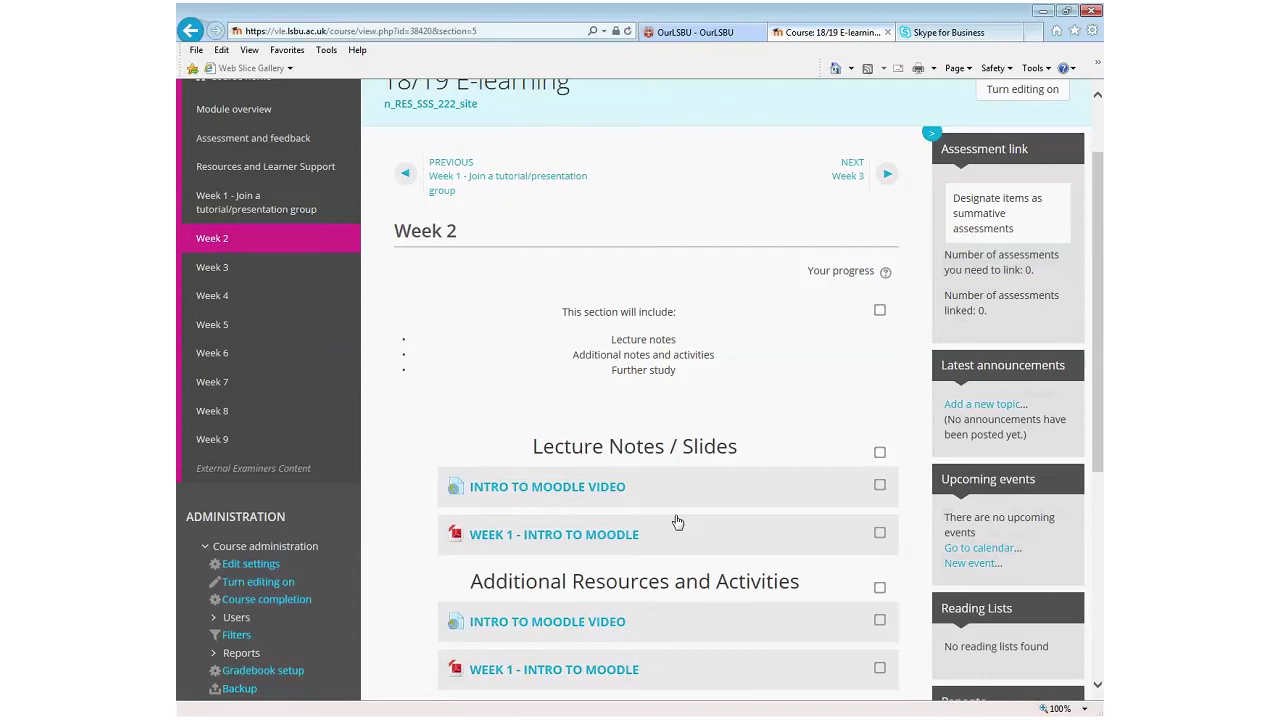 https://vle.lsbu.ac.uk/course/view.php?id=38420&section=5
OurLSBU - OurLSBU
Course: 18/19 E-learnin...
Skype for Business
File Edit View Favorites Tools Help
Web Slice Gallery
Page Safety Tools
18/19 E-learning
n_RES_SSS_222_site
Turn editing on
Module overview
Assessment and feedback
Resources and Learner Support
Week 1 - Join a
tutorial/presentation group
Week 2
Week 3
Week 4
Week 5
Week 6
Week 7
Week 8
Week 9
External Examiners Content
ADMINISTRATION
Course administration
Edit settings
Turn editing on
Course completion
Users
Filters
Reports
Gradebook setup
Backup
PREVIOUS
Week 1 - Join a tutorial/presentation
group
NEXT
Week 3
Week 2
Your progress
This section will include:
Lecture notes
Additional notes and activities
Further study
Lecture Notes / Slides
INTRO TO MOODLE VIDEO
WEEK 1 - INTRO TO MOODLE
Additional Resources and Activities
INTRO TO MOODLE VIDEO
WEEK 1 - INTRO TO MOODLE
Assessment link
Designate items as
summative
assessments
Number of assessments
you need to link: 0.
Number of assessments
linked: 0.
Latest announcements
Add a new topic...
(No announcements have
been posted yet.)
Upcoming events
There are no upcoming
events
Go to calendar...
New event...
Reading Lists
No reading lists found
100%